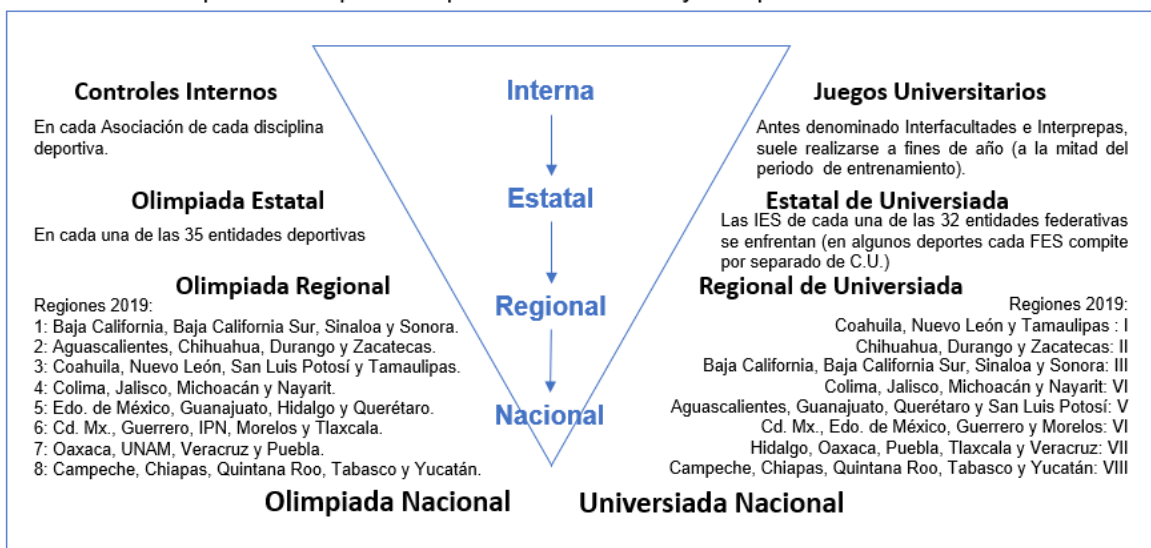 Controles Internos
En cada Asociación de cada disciplina
deportiva.
Olimpiada Estatal
En cada una de las 35 entidades deportivas
Olimpiada Regional
Regiones 2019:
1: Baja California, Baja California Sur, Sinaloa y Sonora.
2: Aguascalientes, Chihuahua, Durango y Zacatecas.
3: Coahuila, Nuevo León, San Luis Potosí y Tamaulipas.
4: Colima, Jalisco, Michoacán y Nayarit.
5: Edo. de México, Guanajuato, Hidalgo y Querétaro.
6: Cd. Mx., Guerrero, IPN, Morelos y Tlaxcala.
7: Oaxaca, UNAM, Veracruz y Puebla.
8: Campeche, Chiapas, Quintana Roo, Tabasco y Yucatán.
Olimpiada Nacional
Interna
Estatal
Regional
Nacional
Juegos Universitarios
Antes denominado Interfacultades e Interprepas,
suele realizarse a fines de año (a la mitad del
periodo de entrenamiento).
Estatal de Universiada
Las IES de cada una de las 32 entidades federativas
se enfrentan (en algunos deportes cada FES compite
por separado de C.U.)
Regional de Universiada
Regiones 2019:
Coahuila, Nuevo León y Tamaulipas : I
Chihuahua, Durango y Zacatecas: II
Baja California, Baja California Sur, Sinaloa y Sonora: III
Colima, Jalisco, Michoacán y Nayarit: VI
Aguascalientes, Guanajuato, Querétaro y San Luis Potosí: V
Cd. Mx., Edo. de México, Guerrero y Morelos: VI
Hidalgo, Oaxaca, Puebla, Tlaxcala y Veracruz: VII
Campeche, Chiapas, Quintana Roo, Tabasco y Yucatán: VIII
Universiada Nacional